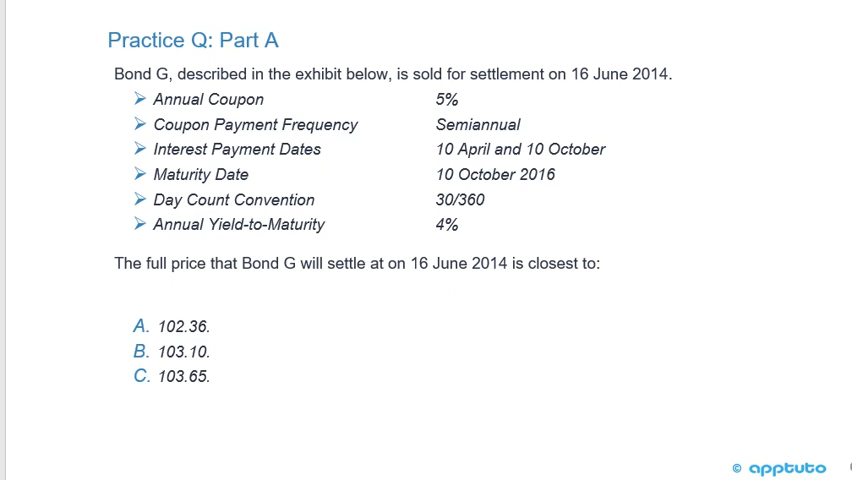 Practice Q: Part A
Bond G, described in the exhibit below, is sold for settlement on 16 June 2014.
➢ Annual Coupon 5%
➢ Coupon Payment Frequency Semiannual
➢ Interest Payment Dates 10 April and 10 October
➢ Maturity Date 10 October 2016
➢ Day Count Convention 30/360
➢ Annual Yield-to-Maturity 4%
The full price that Bond G will settle at on 16 June 2014 is closest to:
A. 102.36.
B. 103.10.
C. 103.65.
© apptuto